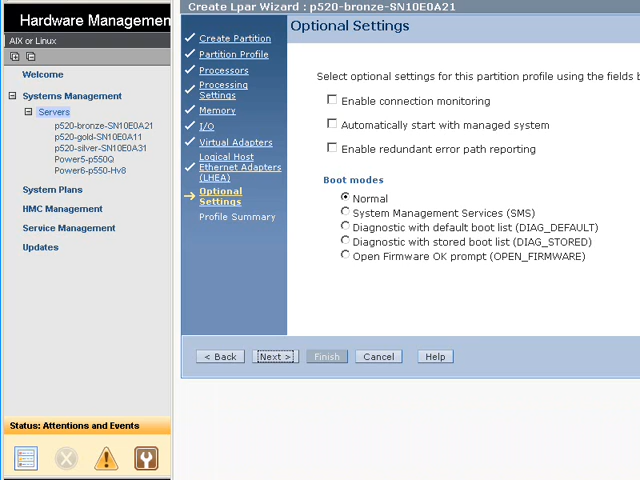 Hardware Managemen
AIX or Linux
Welcome
Systems Management
Servers
p520-bronze-SN10E0A21
p520-gold-SN10E0A11
p520-silver-SN10E0A31
Power5-p550Q
Power6-p550-Hv8
System Plans
HMC Management
Service Management
Updates
Status: Attentions and Events
Create Lpar Wizard : p520-bronze-SN10E0A21
Create Partition
Partition Profile
Processors
Processing
Settings
Memory
I/O
Virtual Adapters
Logical Host
Ethernet Adapters
(LHEA)
Optional
Settings
Profile Summary
Optional Settings
Select optional settings for this partition profile using the fields b
Enable connection monitoring
Automatically start with managed system
Enable redundant error path reporting
Boot modes
Normal
System Management Services (SMS)
Diagnostic with default boot list (DIAG_DEFAULT)
Diagnostic with stored boot list (DIAG_STORED)
Open Firmware OK prompt (OPEN_FIRMWARE)
< Back Next > Finish Cancel Help